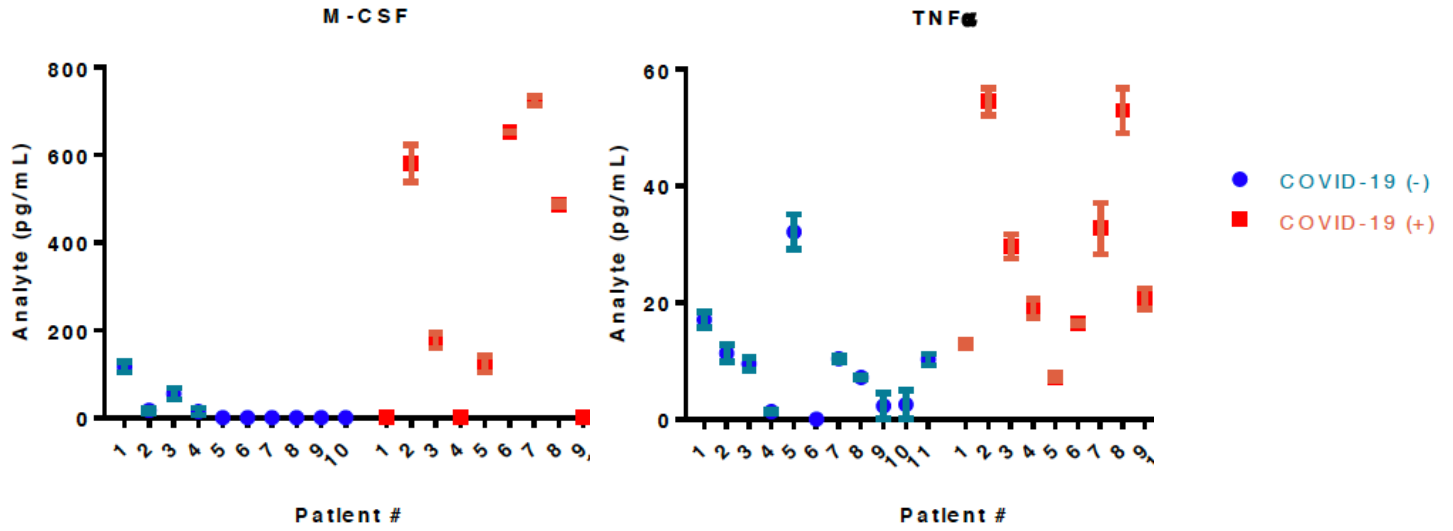 M-CSF
Analyte (pg/mL)
800
600
400
200
0
1 2 3 4 5 6 7 8 9 10 1 2 3 4 5 6 7 8 9
Patient #
TNFα
Analyte (pg/mL)
60
40
20
0
1 2 3 4 5 6 7 8 9 10 11 1 2 3 4 5 6 7 8 9
Patient #
COVID-19 (-)
COVID-19 (+)